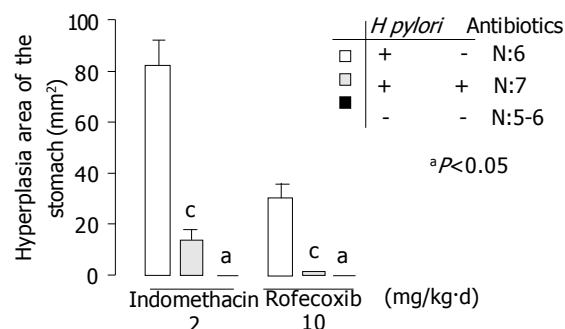 H pylori Antibiotics
+ - N:6
+ + N:7
- - N:5-6
ᵃP<0.05
Hyperplasia area of the
stomach (mm²)
100
80
60
40
20
0
c
a
c
a
Indomethacin Rofecoxib (mg/kg·d)
2 10